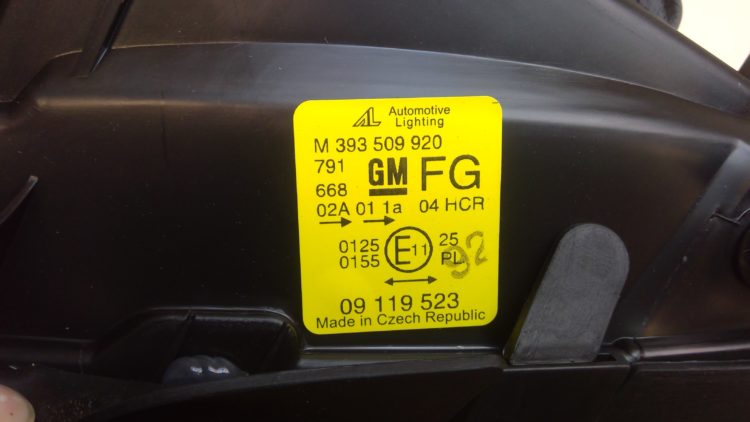 AL Automotive
Lighting
M 393 509 920
791 GM FG
668
02A 01 1a 04 HCR
0125 E11 25
0155 PL
92
09 119 523
Made in Czech Republic